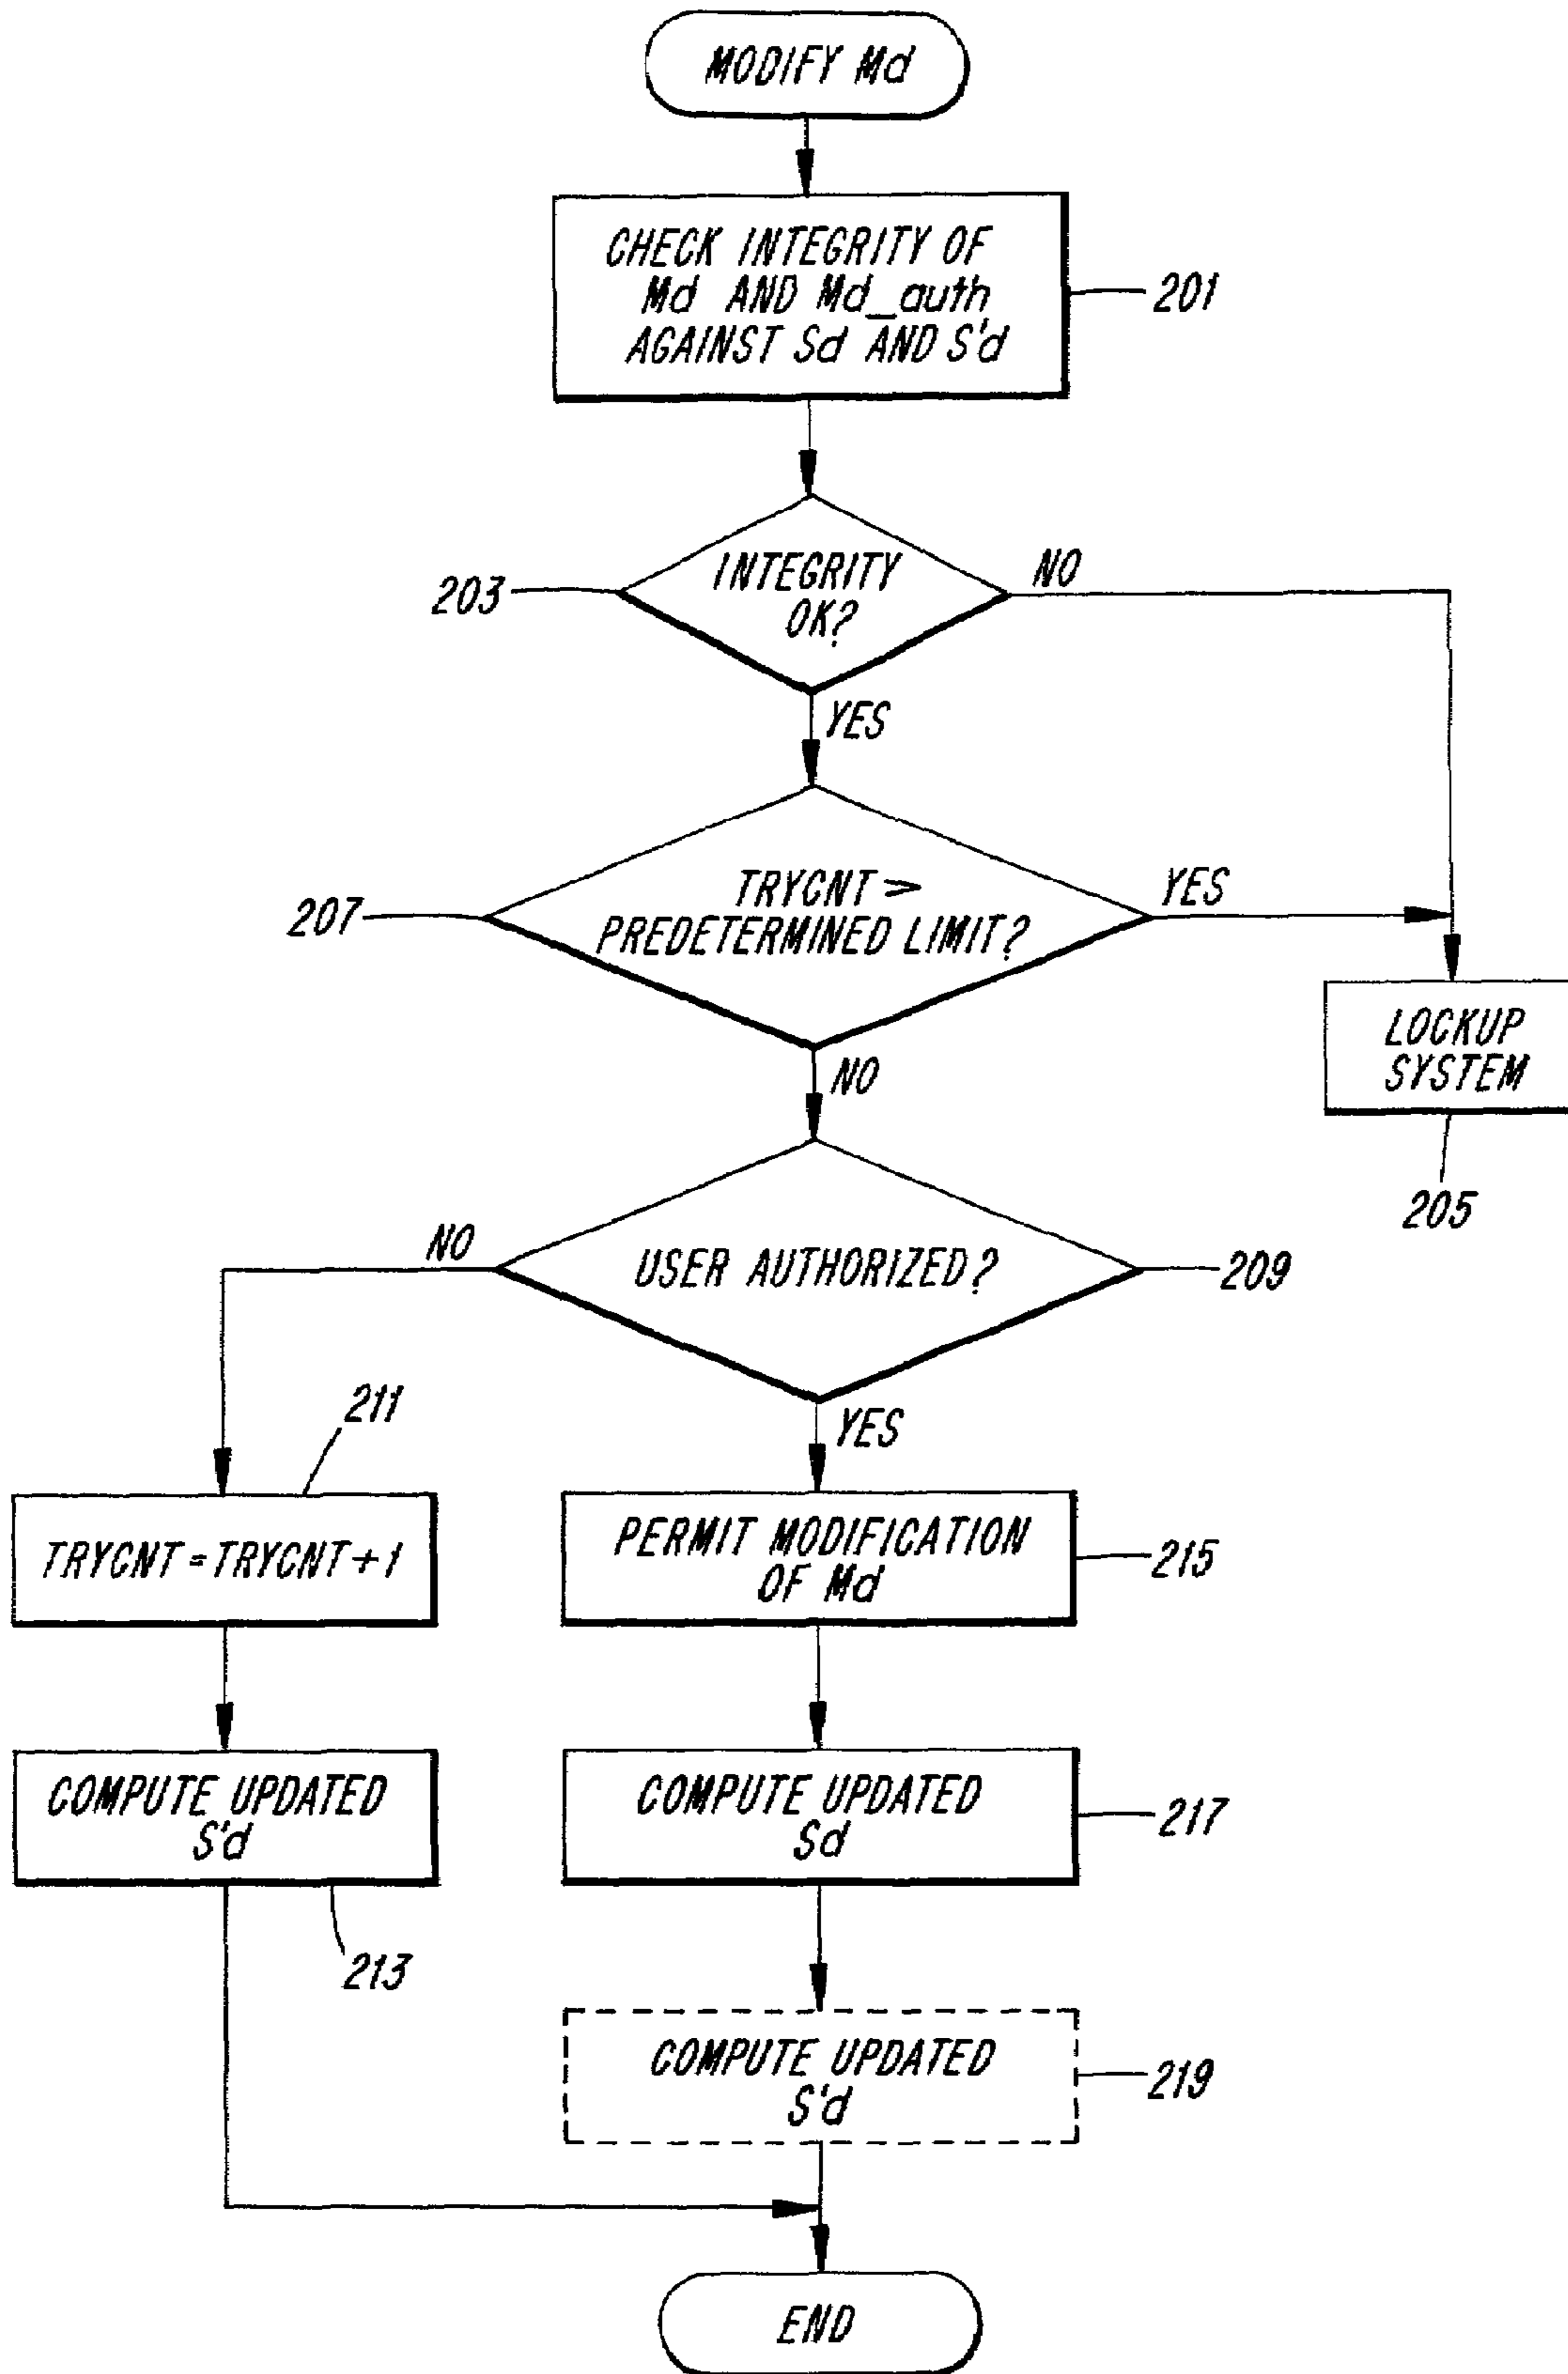 MODIFY Md
CHECK INTEGRITY OF
Md AND Md_auth
AGAINST Sd AND S'd
201
INTEGRITY
OK?
203
NO
YES
TRYCNT >
PREDETERMINED LIMIT?
207
YES
NO
LOCKUP
SYSTEM
205
USER AUTHORIZED?
209
NO
YES
211
TRYCNT = TRYCNT + 1
PERMIT MODIFICATION
OF Md
215
COMPUTE UPDATED
S'd
213
COMPUTE UPDATED
Sd
217
COMPUTE UPDATED
S'd
219
END